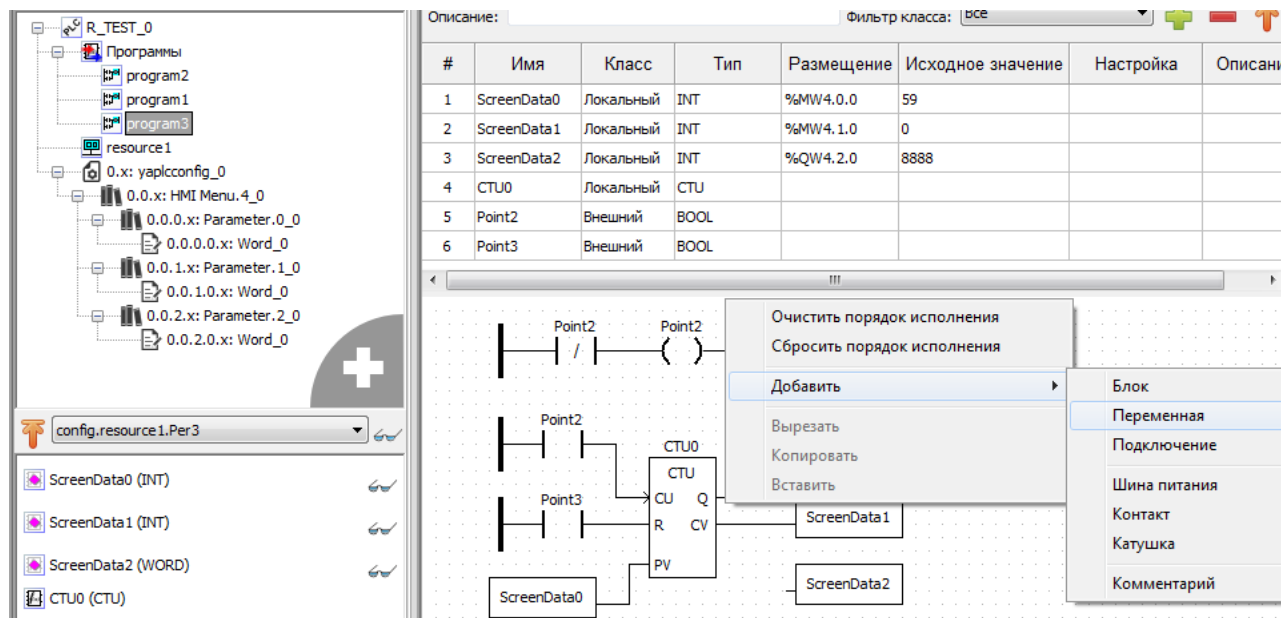 R_TEST_0
Программы
program2
program1
program3
resource1
0.x: yaplcconfig_0
0.0.x: HMI Menu.4_0
0.0.0.x: Parameter.0_0
0.0.0.0.x: Word_0
0.0.1.x: Parameter.1_0
0.0.1.0.x: Word_0
0.0.2.x: Parameter.2_0
0.0.2.0.x: Word_0
config.resource1.Per3
ScreenData0 (INT)
ScreenData1 (INT)
ScreenData2 (WORD)
CTU0 (CTU)
Описание: Фильтр класса: Все
# Имя Класс Тип Размещение Исходное значение Настройка Описани
1 ScreenData0 Локальный INT %MW4.0.0 59
2 ScreenData1 Локальный INT %MW4.1.0 0
3 ScreenData2 Локальный INT %QW4.2.0 8888
4 CTU0 Локальный CTU
5 Point2 Внешний BOOL
6 Point3 Внешний BOOL
Point2 Point2
Point2
CTU0
CTU
CU Q
Point3
R CV
PV
ScreenData0
ScreenData1
ScreenData2
Очистить порядок исполнения
Сбросить порядок исполнения
Добавить
Вырезать
Копировать
Вставить
Блок
Переменная
Подключение
Шина питания
Контакт
Катушка
Комментарий